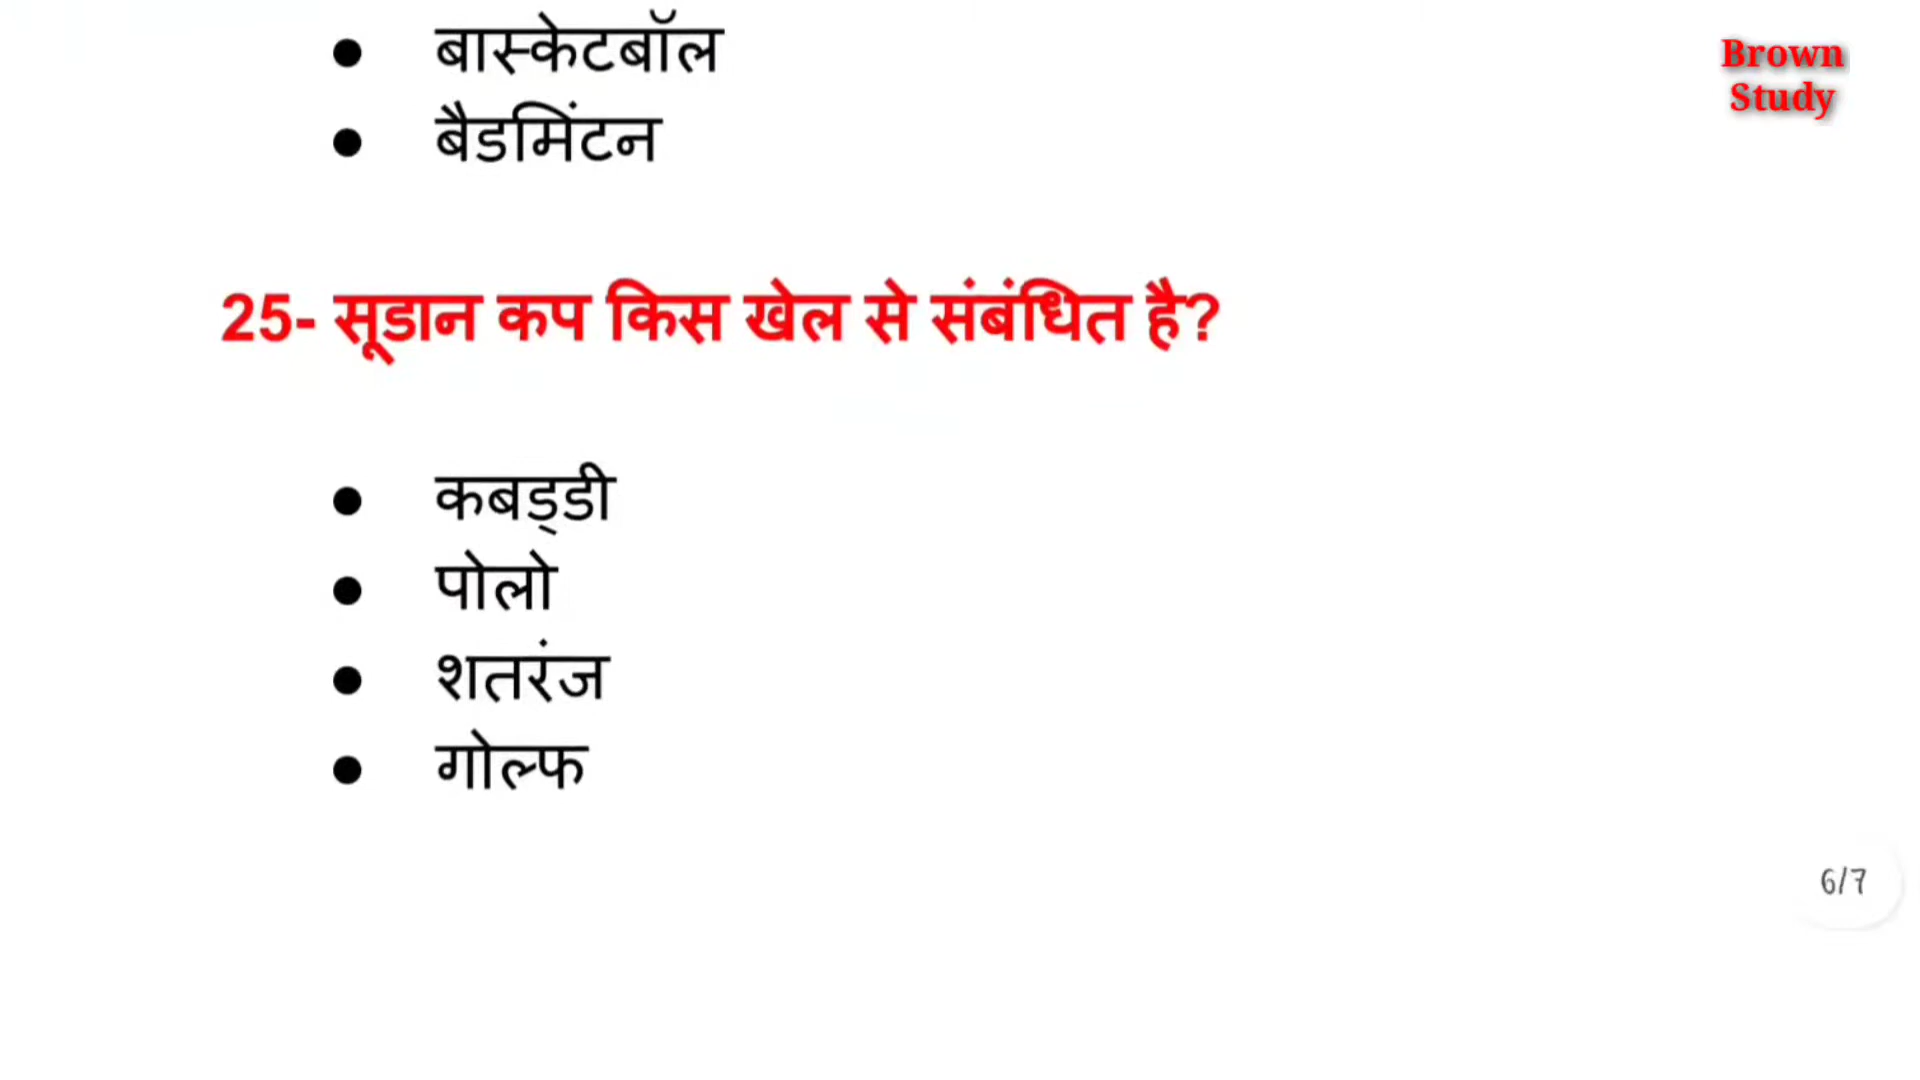 ● बास्केटबॉल
Brown
Study
● बैडमिंटन
25- सूडान कप किस खेल से संबंधित है?
● कबड्‌डी
● पोलो
● शतरंज
● गोल्फ
6/7